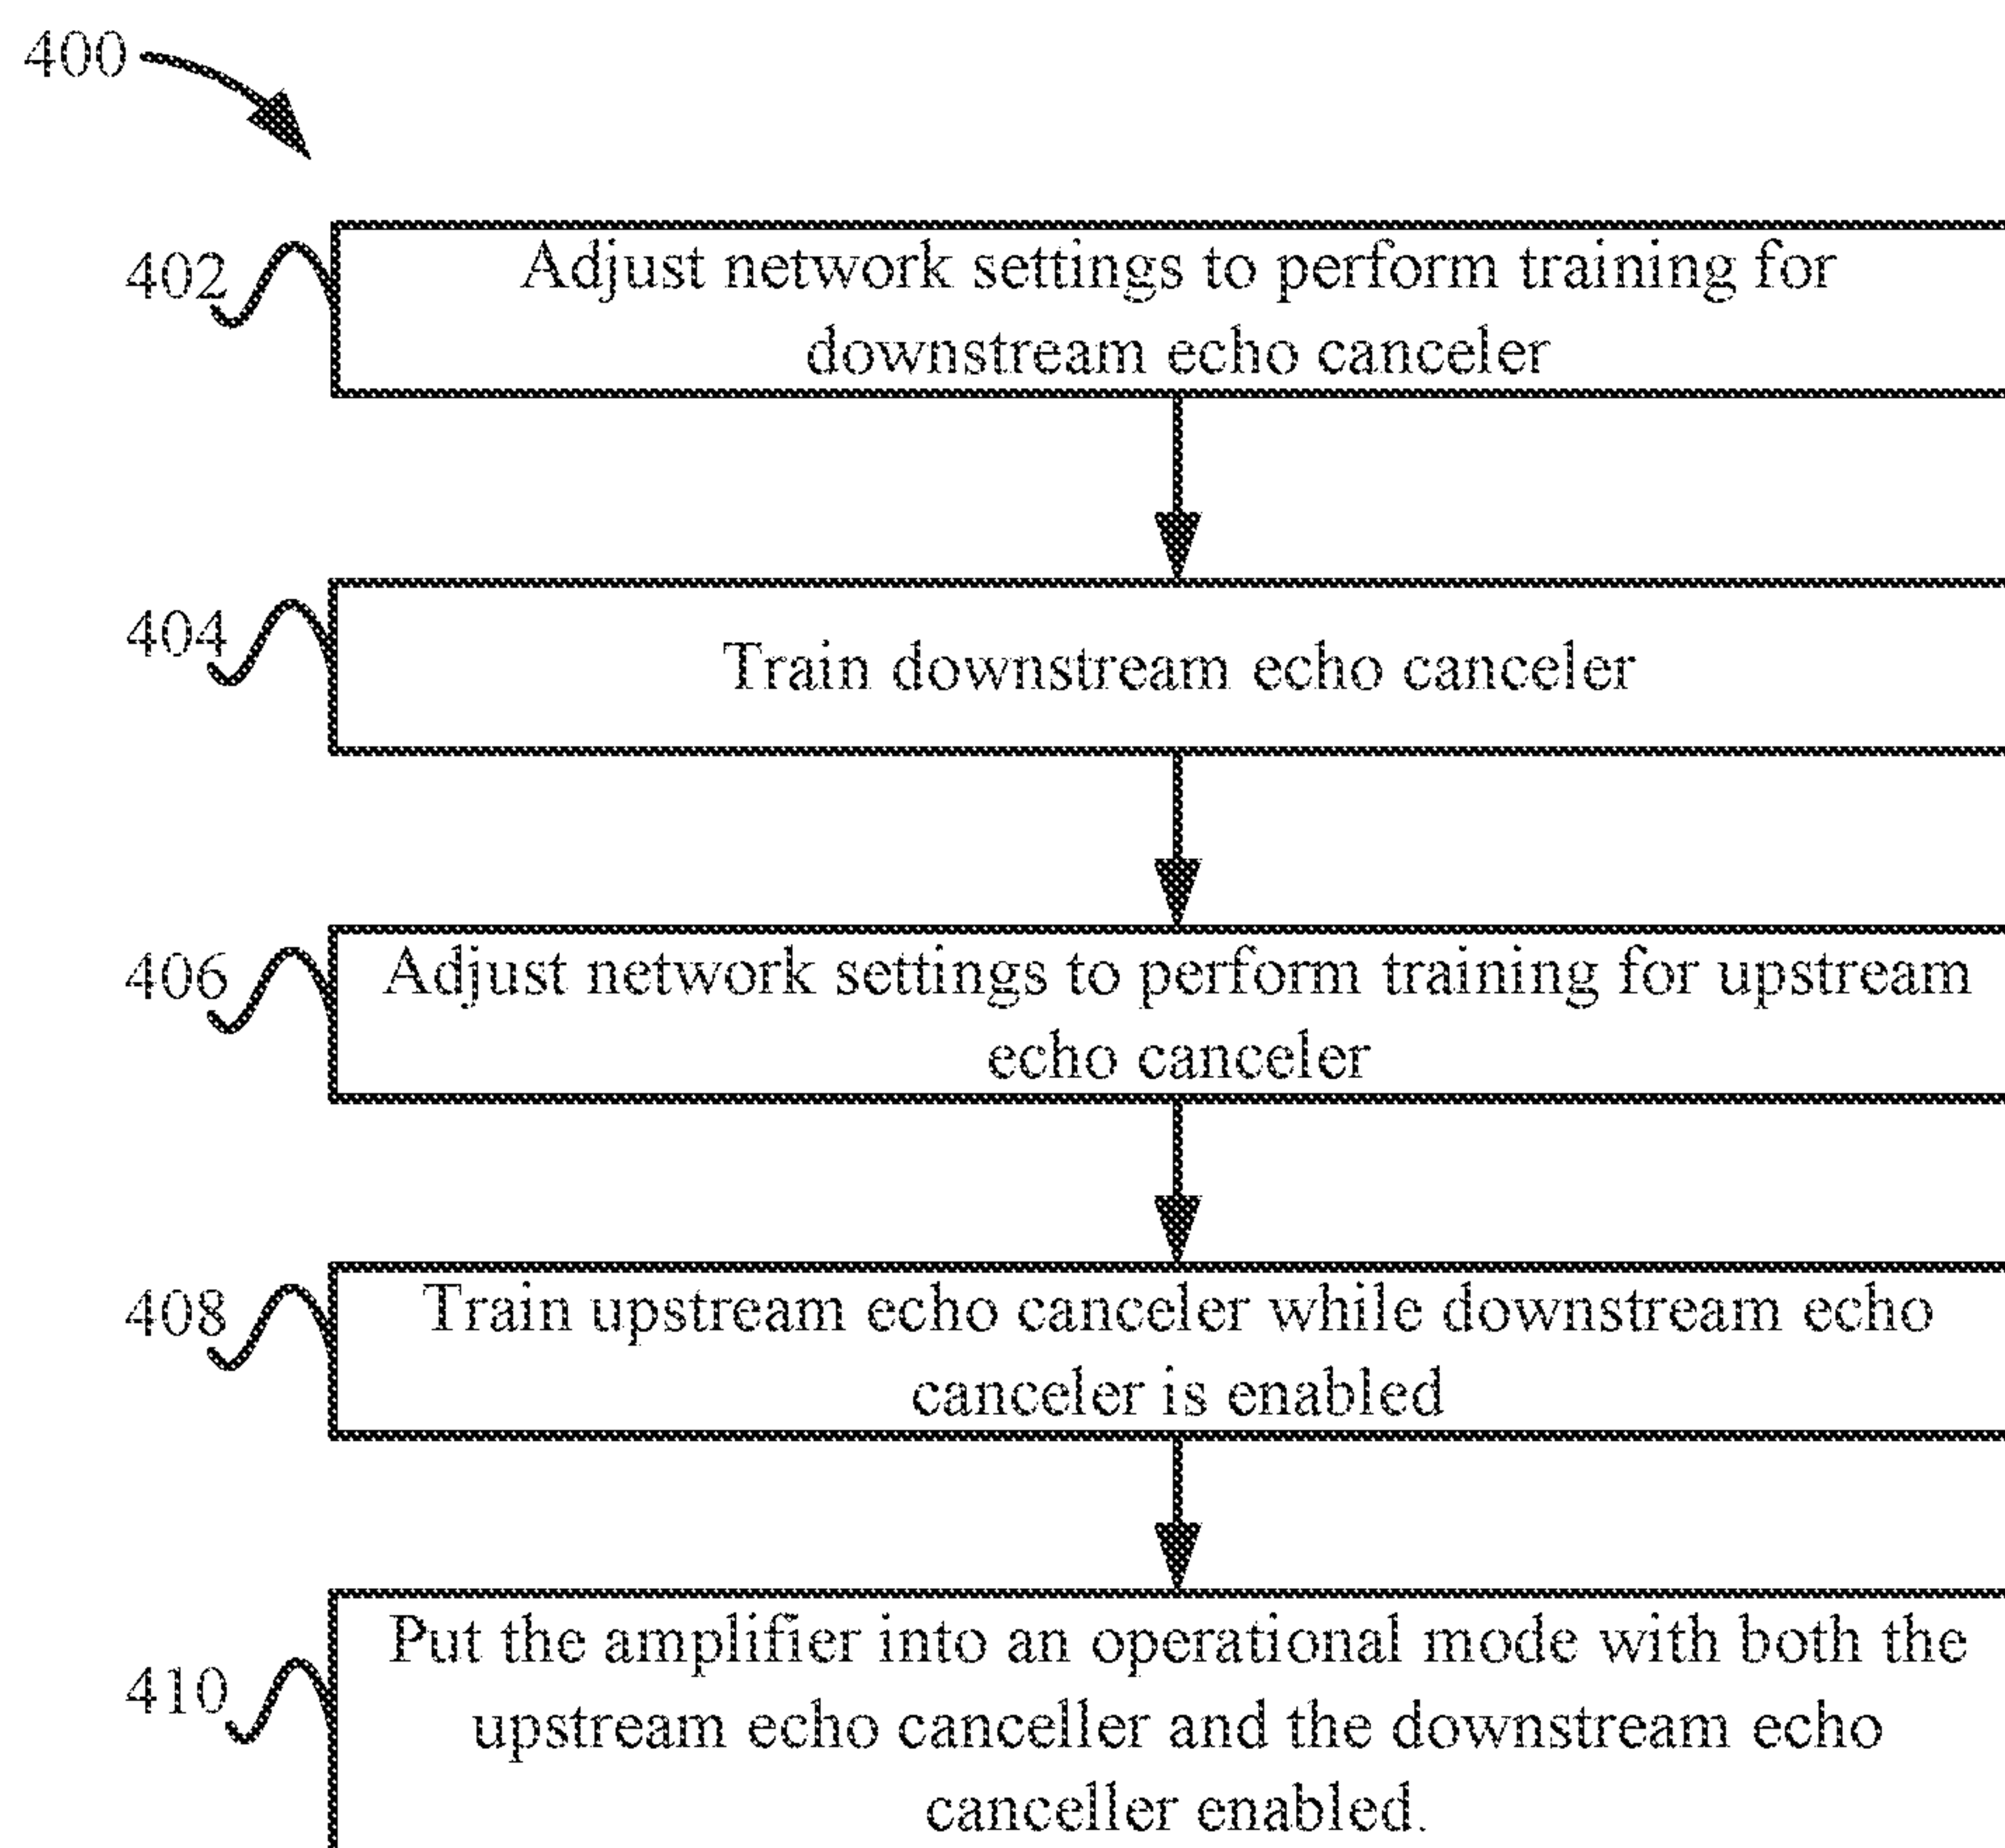 400
402
Adjust network settings to perform training for
downstream echo canceler
404
Train downstream echo canceler
406
Adjust network settings to perform training for upstream
echo canceler
408
Train upstream echo canceler while downstream echo
canceler is enabled
410
Put the amplifier into an operational mode with both the
upstream echo canceller and the downstream echo
canceller enabled.